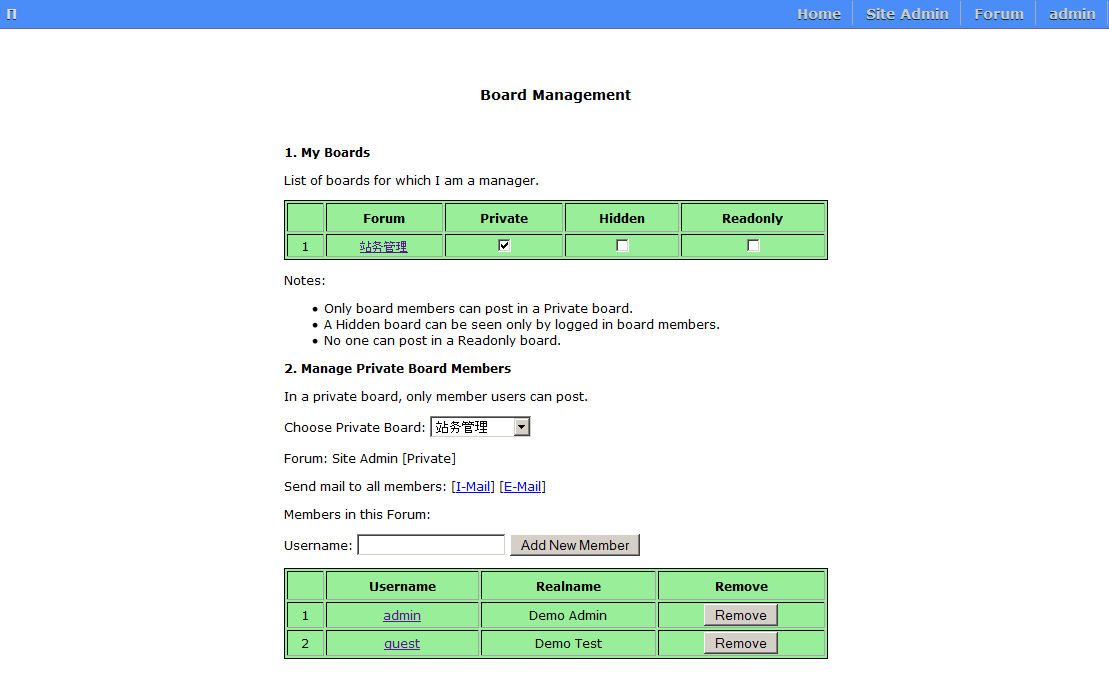 Π Home Site Admin Forum admin
Board Management
1. My Boards
List of boards for which I am a manager.
Forum Private Hidden Readonly
1 站务管理
Notes:
• Only board members can post in a Private board.
• A Hidden board can be seen only by logged in board members.
• No one can post in a Readonly board.
2. Manage Private Board Members
In a private board, only member users can post.
Choose Private Board: 站务管理
Forum: Site Admin [Private]
Send mail to all members: [I-Mail] [E-Mail]
Members in this Forum:
Username: Add New Member
Username Realname Remove
1 admin Demo Admin Remove
2 guest Demo Test Remove